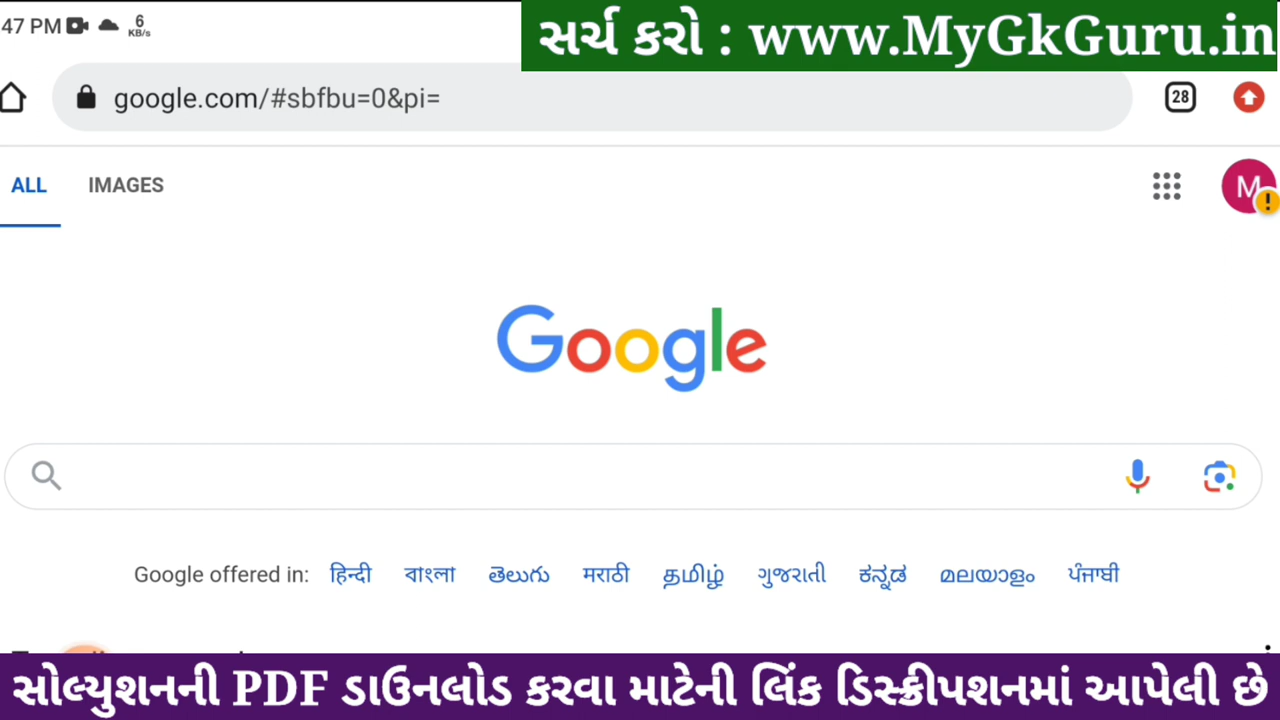 47 PM 6 KB/s
સર્ચ કરો : www.MyGkGuru.in
google.com/#sbfbu=0&pi=
28
ALL IMAGES
M
Google
Google offered in: हिन्दी বাংলা తెలుగు मराठी தமிழ் ગુજરાતી ಕನ್ನಡ മലയാളം ਪੰਜਾਬੀ
સોલ્યુશનની PDF ડાઉનલોડ કરવા માટેની લિંક ડિસ્ક્રીપશનમાં આપેલી છે